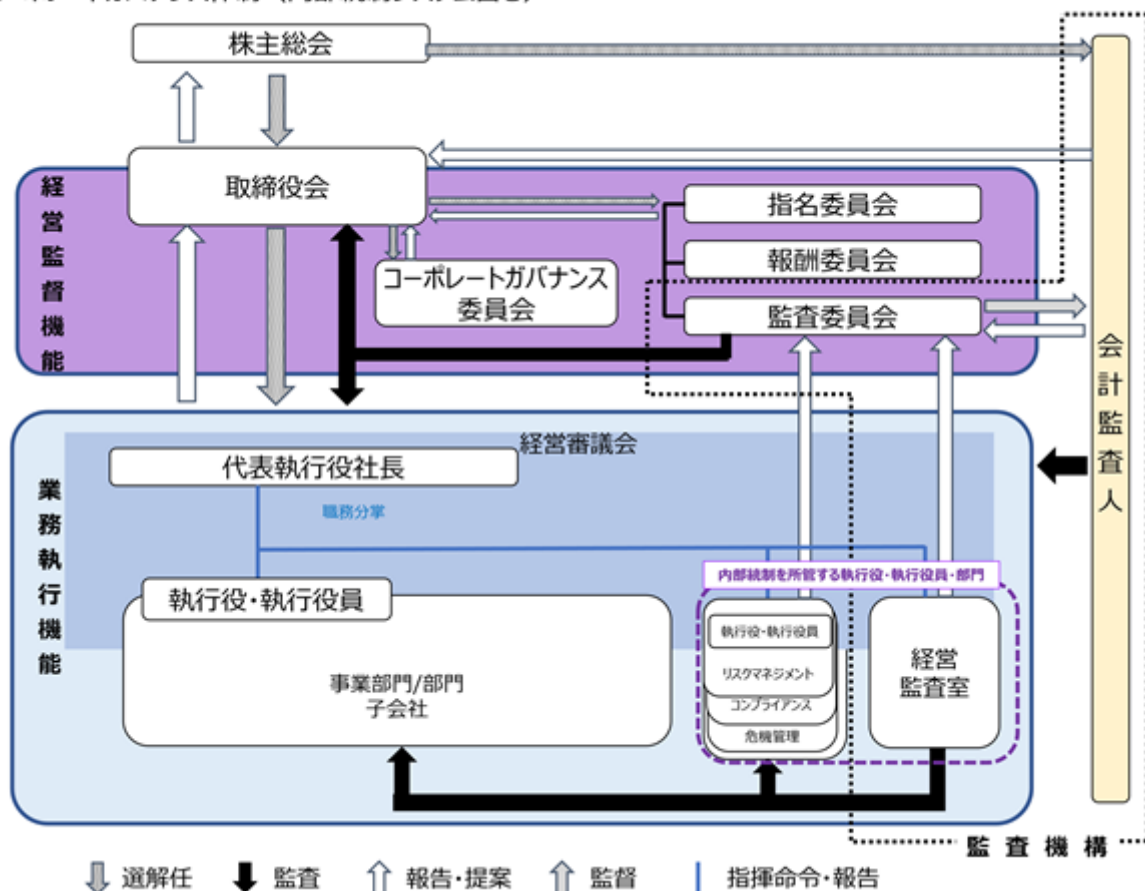 株主総会
取締役会
経営監督機能
指名委員会
報酬委員会
コーポレートガバナンス
委員会
監査委員会
会計監査人
経営審議会
代表執行役社長
職務分掌
業務執行機能
内部統制を所管する執行役・執行役員・部門
執行役・執行役員
執行役・執行役員
事業部門/部門
子会社
リスクマネジメント
コンプライアンス
危機管理
経営
監査室
監査機構
選解任
監査
報告・提案
監督
指揮命令・報告